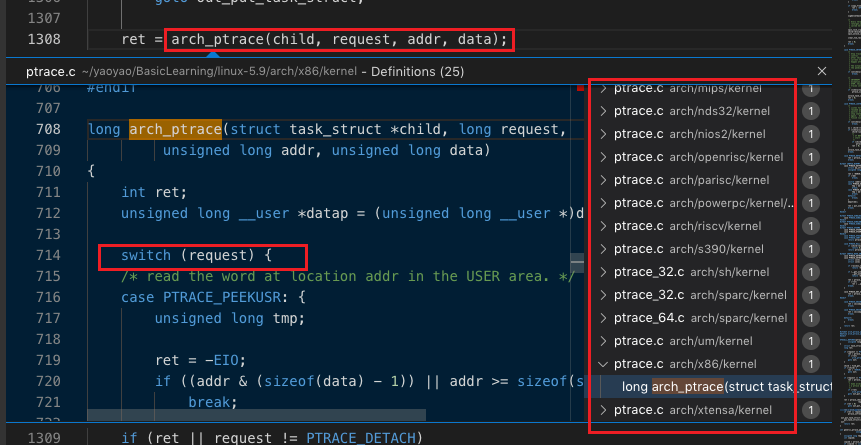 1307
1308 ret = arch_ptrace(child, request, addr, data);
ptrace.c ~/yaoyao/BasicLearning/linux-5.9/arch/x86/kernel - Definitions (25)
706 #endif
707
708 long arch_ptrace(struct task_struct *child, long request,
709 unsigned long addr, unsigned long data)
710 {
711 int ret;
712 unsigned long __user *datap = (unsigned long __user *)d
713
714 switch (request) {
715 /* read the word at location addr in the USER area. */
716 case PTRACE_PEEKUSR: {
717 unsigned long tmp;
718
719 ret = -EIO;
720 if ((addr & (sizeof(data) - 1)) || addr >= sizeof(s
721 break;
ptrace.c arch/mips/kernel 1
ptrace.c arch/nds32/kernel 1
ptrace.c arch/nios2/kernel 1
ptrace.c arch/openrisc/kernel 1
ptrace.c arch/parisc/kernel 1
ptrace.c arch/powerpc/kernel/... 1
ptrace.c arch/riscv/kernel 1
ptrace.c arch/s390/kernel 1
ptrace_32.c arch/sh/kernel 1
ptrace_32.c arch/sparc/kernel 1
ptrace_64.c arch/sparc/kernel 1
ptrace.c arch/um/kernel 1
ptrace.c arch/x86/kernel 1
long arch_ptrace(struct task_struct
ptrace.c arch/xtensa/kernel 1
1309 if (ret || request != PTRACE_DETACH)